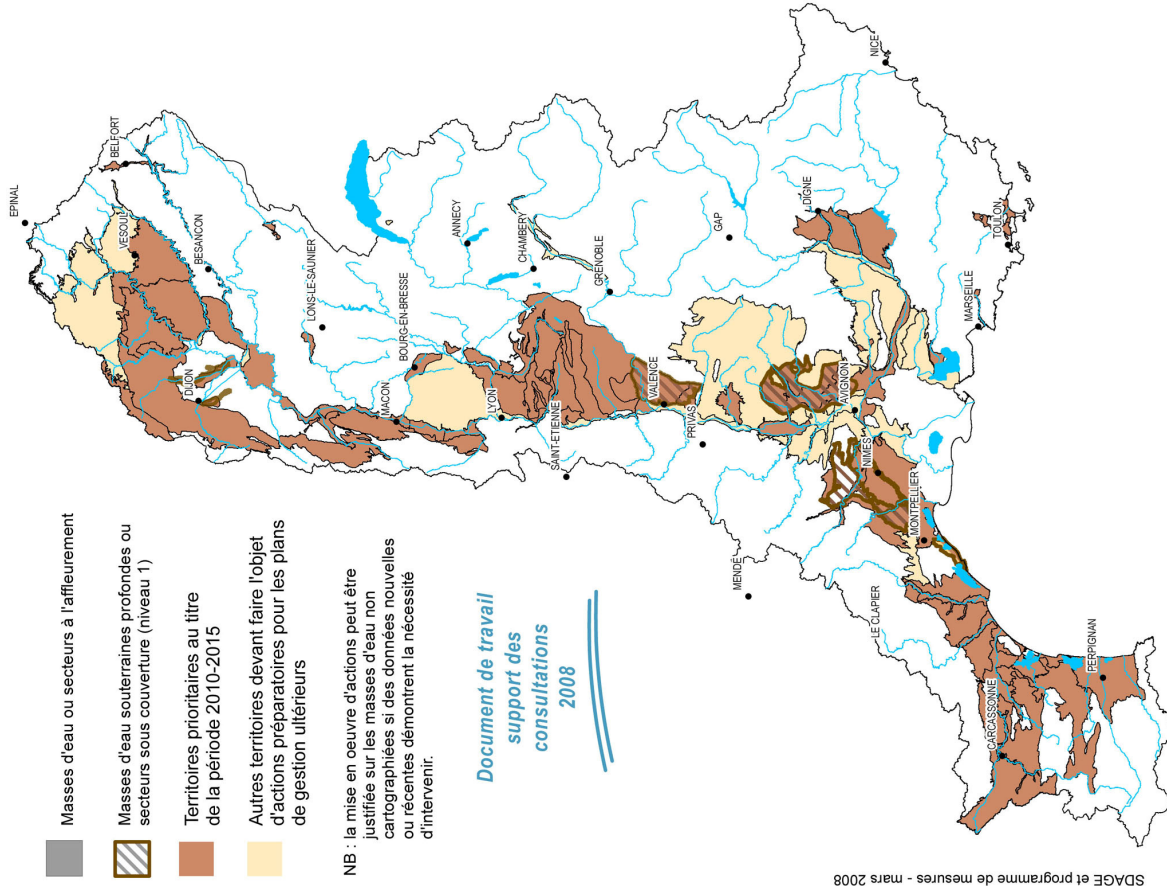 Masses d'eau ou secteurs à l'affleurement
Masses d'eau souterraines profondes ou
secteurs sous couverture (niveau 1)
Territoires prioritaires au titre
de la période 2010-2015
Autres territoires devant faire l'objet
d'actions préparatoires pour les plans
de gestion ultérieurs
NB : la mise en oeuvre d'actions peut être
justifiée sur les masses d'eau non
cartographiées si des données nouvelles
ou récentes démontrent la nécessité
d'intervenir.
Document de travail
support des
consultations
2008
EPINAL
BELFORT
VESOUL
BESANCON
DIJON
LONS-LE-SAUNIER
BOURG-EN-BRESSE
MACON
ANNECY
LYON
CHAMBERY
SAINT-ETIENNE
GRENOBLE
VALENCE
PRIVAS
GAP
MENDE
DIGNE
AVIGNON
NIMES
NICE
MONTPELLIER
LE CLAPIER
MARSEILLE
TOULON
CARCASSONNE
PERPIGNAN
SDAGE et programme de mesures - mars 2008